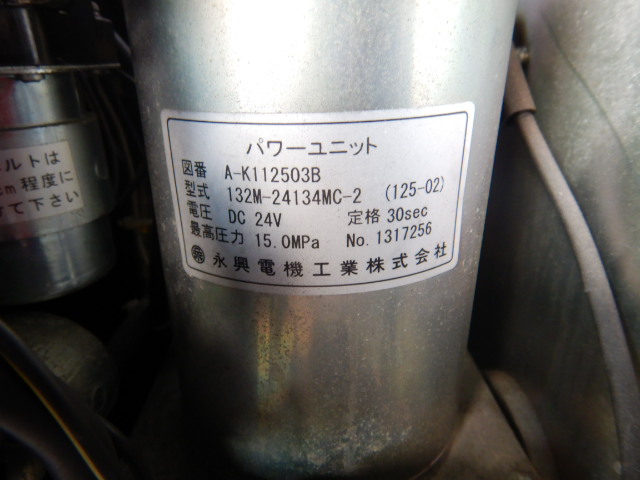 パワーユニット
図番 A-K112503B
型式 132M-24134MC-2 (125-02)
電圧 DC 24V 定格 30sec
最高圧力 15.0MPa No. 1317256
永興電機工業株式会社
ルトは
cm程度に
て下さい